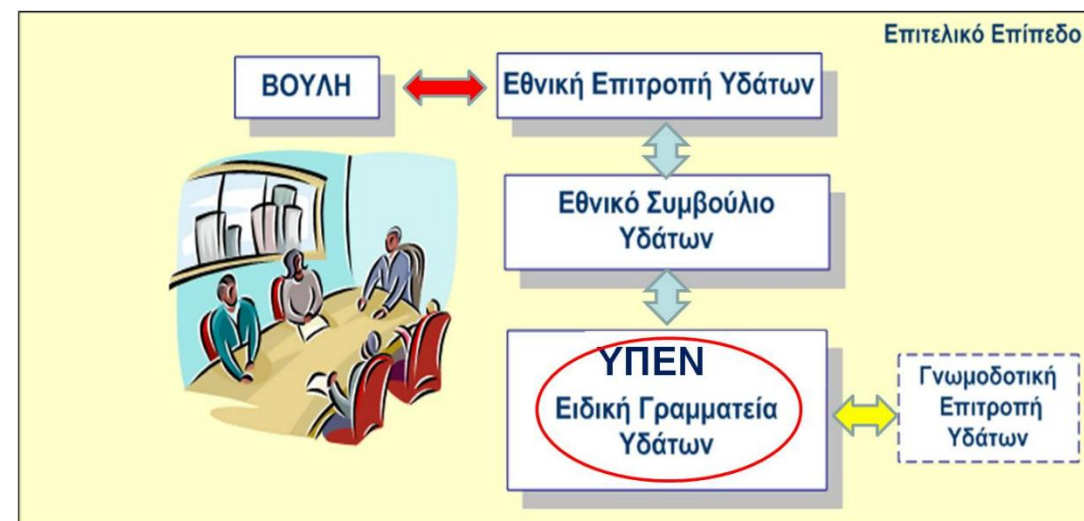 Επιτελικό Επίπεδο
ΒΟΥΛΗ
Εθνική Επιτροπή Υδάτων
Εθνικό Συμβούλιο
Υδάτων
ΥΠΕΝ
Ειδική Γραμματεία
Υδάτων
Γνωμοδοτική
Επιτροπή
Υδάτων